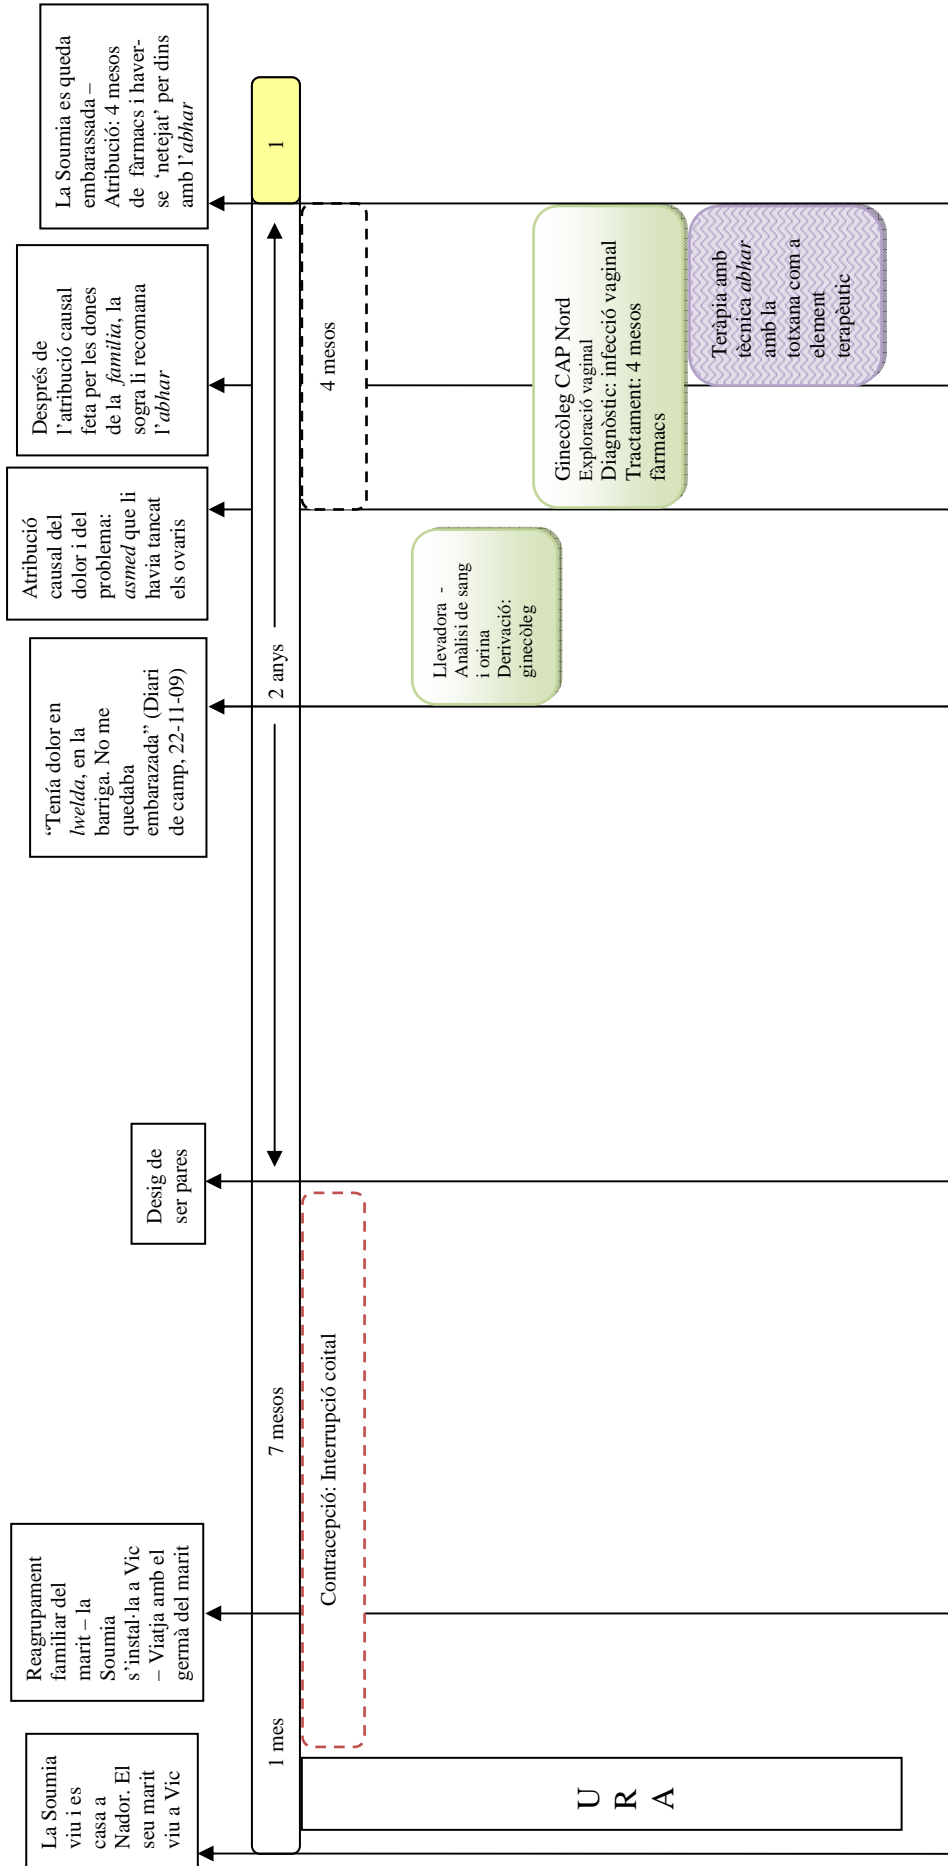 La Soumia
viu i es
casa a
Nador. El
seu marit
viu a Vic
Reagrupament
familiar del
marit – la
Soumia
s’instal·la a Vic
– Viatja amb el
germà del marit
Desig de
ser pares
“Tenía dolor en
lwelda, en la
barriga. No me
quedaba
embarazada” (Diari
de camp, 22-11-09)
Atribució
causal del
dolor i del
problema:
asmed que li
havia tancat
els ovaris
Després de
l’atribució causal
feta per les dones
de la familia, la
sogra li recomana
l’abhar
La Soumia es queda
embarassada –
Atribució: 4 mesos
de fàrmacs i haver-
se ‘netejat’ per dins
amb l’abhar
1 mes
7 mesos
2 anys
1
Contracepció: Interrupció coital
4 mesos
U
R
A
Llevadora -
Anàlisi de sang
i orina
Derivació:
ginecòleg
Ginecòleg CAP Nord
Exploració vaginal
Diagnòstic: infecció vaginal
Tractament: 4 mesos
fàrmacs
Teràpia amb
tècnica abhar
amb la
totxana com a
element
terapèutic